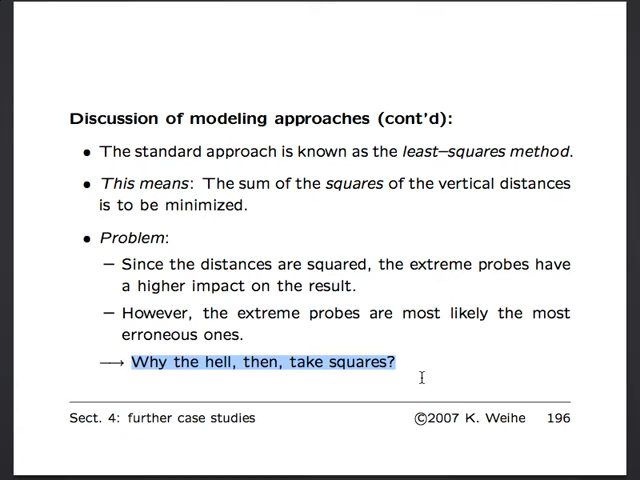 Discussion of modeling approaches (cont'd):
• The standard approach is known as the least–squares method.
• This means: The sum of the squares of the vertical distances
is to be minimized.
• Problem:
– Since the distances are squared, the extreme probes have
a higher impact on the result.
– However, the extreme probes are most likely the most
erroneous ones.
⟶ Why the hell, then, take squares?
Sect. 4: further case studies ©2007 K. Weihe 196